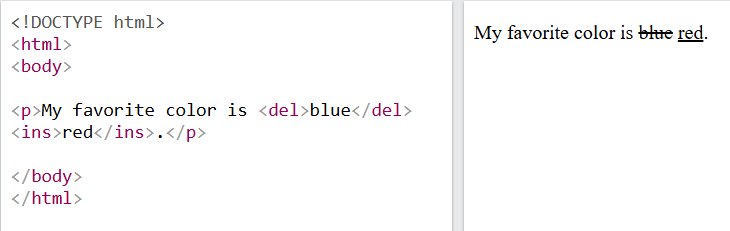 <!DOCTYPE html>
<html>
<body>
<p>My favorite color is <del>blue</del>
<ins>red</ins>.</p>
</body>
</html>
My favorite color is blue red.